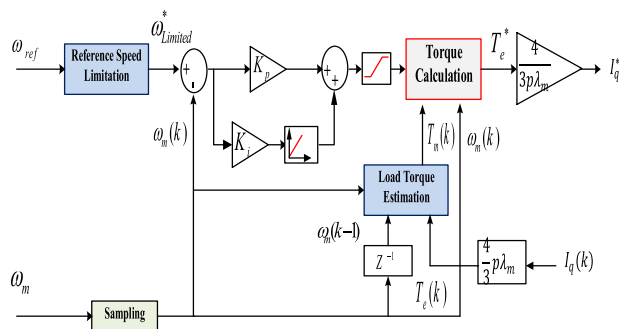 ω_ref
Reference Speed
Limitation
ω*_Limited
+
-
K_p
+
+
Torque
Calculation
T_e*
4
3pλ_m
I_q*
K_i
ω_m(k)
T_m(k)
ω_m(k)
Load Torque
Estimation
ω_m(k-1)
Z^-1
4
3
pλ_m
I_q(k)
T_e(k)
ω_m
Sampling